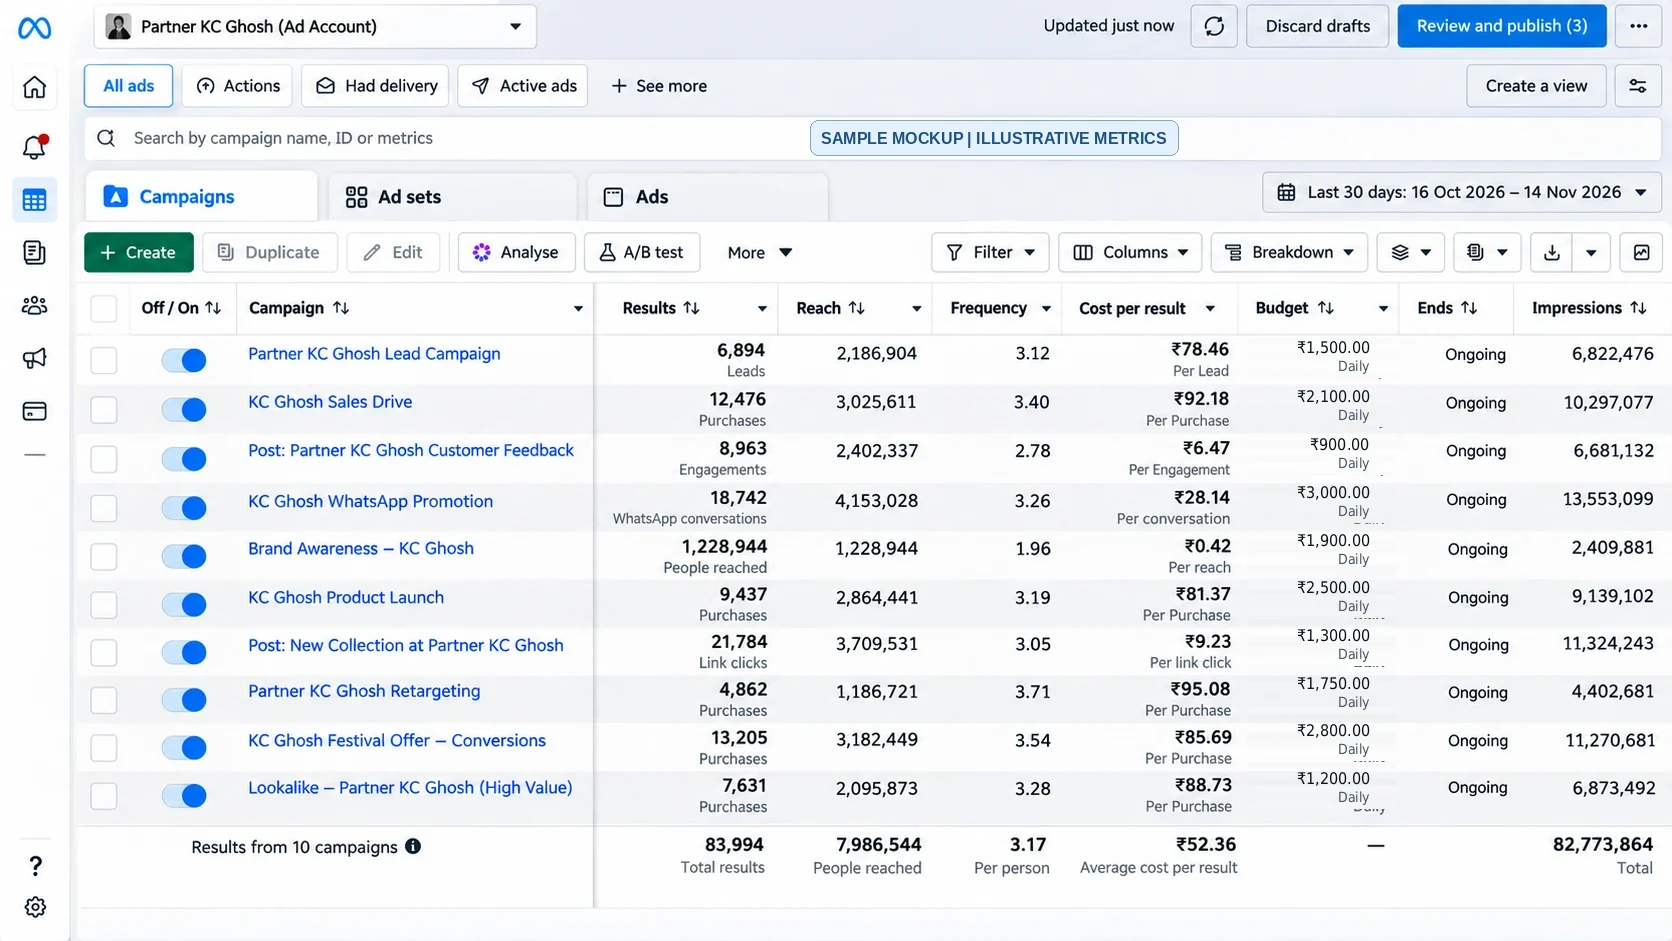 Partner KC Ghosh (Ad Account)
Updated just now
Discard drafts
Review and publish (3)
All ads
Actions
Had delivery
Active ads
+ See more
Create a view
Search by campaign name, ID or metrics
SAMPLE MOCKUP | ILLUSTRATIVE METRICS
Campaigns
Ad sets
Ads
Last 30 days: 16 Oct 2026 – 14 Nov 2026
+ Create
Duplicate
Edit
Analyse
A/B test
More
Filter
Columns
Breakdown
Off / On
Campaign
Results
Reach
Frequency
Cost per result
Budget
Ends
Impressions
Partner KC Ghosh Lead Campaign
6,894
Leads
2,186,904
3.12
₹78.46
Per Lead
₹1,500.00
Daily
Ongoing
6,822,476
KC Ghosh Sales Drive
12,476
Purchases
3,025,611
3.40
₹92.18
Per Purchase
₹2,100.00
Daily
Ongoing
10,297,077
Post: Partner KC Ghosh Customer Feedback
8,963
Engagements
2,402,337
2.78
₹6.47
Per Engagement
₹900.00
Daily
Ongoing
6,681,132
KC Ghosh WhatsApp Promotion
18,742
WhatsApp conversations
4,153,028
3.26
₹28.14
Per conversation
₹3,000.00
Daily
Ongoing
13,553,099
Brand Awareness – KC Ghosh
1,228,944
People reached
1,228,944
1.96
₹0.42
Per reach
₹1,900.00
Daily
Ongoing
2,409,881
KC Ghosh Product Launch
9,437
Purchases
2,864,441
3.19
₹81.37
Per Purchase
₹2,500.00
Daily
Ongoing
9,139,102
Post: New Collection at Partner KC Ghosh
21,784
Link clicks
3,709,531
3.05
₹9.23
Per link click
₹1,300.00
Daily
Ongoing
11,324,243
Partner KC Ghosh Retargeting
4,862
Purchases
1,186,721
3.71
₹95.08
Per Purchase
₹1,750.00
Daily
Ongoing
4,402,681
KC Ghosh Festival Offer – Conversions
13,205
Purchases
3,182,449
3.54
₹85.69
Per Purchase
₹2,800.00
Daily
Ongoing
11,270,681
Lookalike – Partner KC Ghosh (High Value)
7,631
Purchases
2,095,873
3.28
₹88.73
Per Purchase
₹1,200.00
Daily
Ongoing
6,873,492
Results from 10 campaigns
83,994
Total results
7,986,544
People reached
3.17
Per person
₹52.36
Average cost per result
—
82,773,864
Total